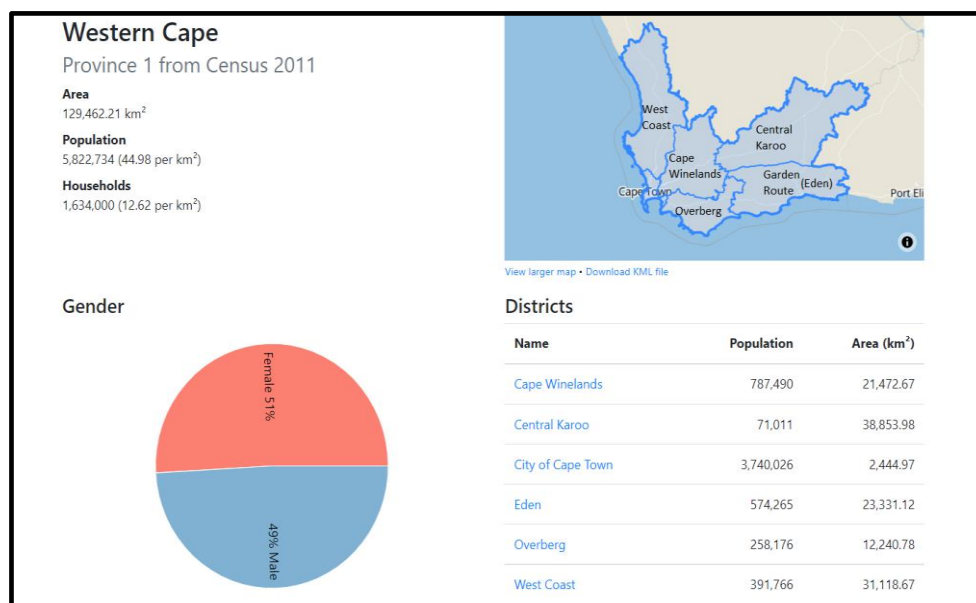 Western Cape
Province 1 from Census 2011
Area
129,462.21 km²
Population
5,822,734 (44.98 per km²)
Households
1,634,000 (12.62 per km²)
West
Coast
Central
Karoo
Cape
Winelands
Garden
Route (Eden)
Cape Town
Port Eli
Overberg
i
View larger map • Download KML file
Gender
Female 51%
49% Male
Districts
Name Population Area (km²)
Cape Winelands 787,490 21,472.67
Central Karoo 71,011 38,853.98
City of Cape Town 3,740,026 2,444.97
Eden 574,265 23,331.12
Overberg 258,176 12,240.78
West Coast 391,766 31,118.67